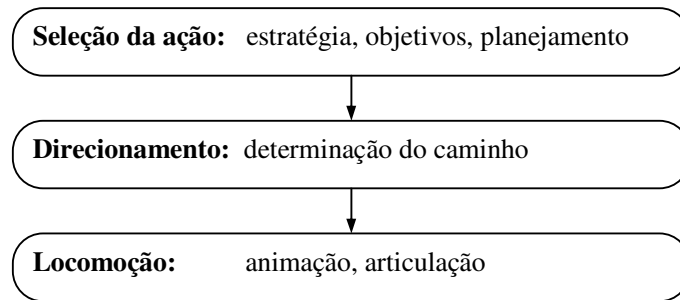 Seleção da ação: estratégia, objetivos, planejamento
Direcionamento: determinação do caminho
Locomoção: animação, articulação